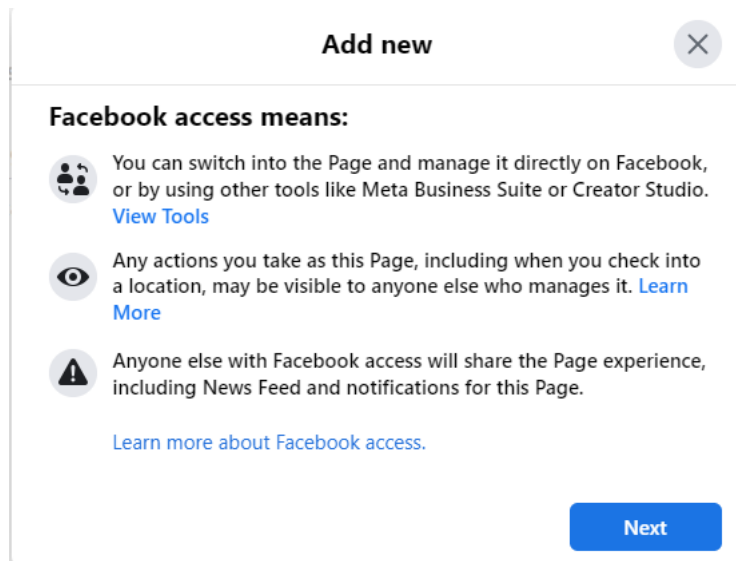 Add new
Facebook access means:
You can switch into the Page and manage it directly on Facebook,
or by using other tools like Meta Business Suite or Creator Studio.
View Tools
Any actions you take as this Page, including when you check into
a location, may be visible to anyone else who manages it. Learn
More
Anyone else with Facebook access will share the Page experience,
including News Feed and notifications for this Page.
Learn more about Facebook access.
Next